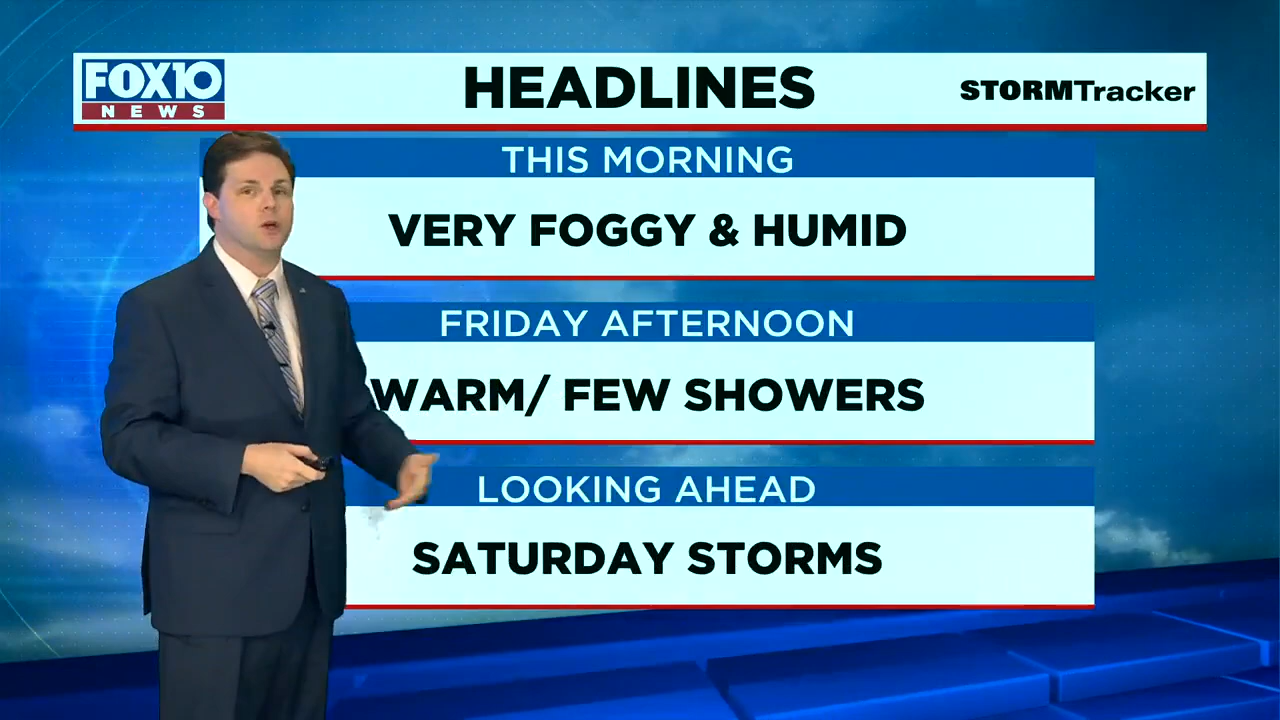 FOX10
NEWS
HEADLINES
STORMTracker
THIS MORNING
VERY FOGGY & HUMID
FRIDAY AFTERNOON
WARM/ FEW SHOWERS
LOOKING AHEAD
SATURDAY STORMS